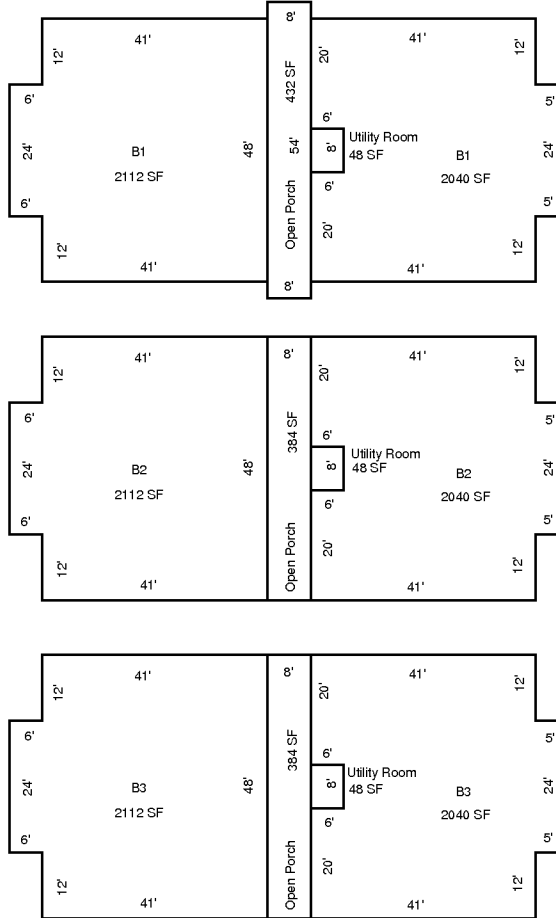 8'
41'
41'
12'
20'
12'
432 SF
6'
5'
6'
24'
B1
2112 SF
48'
54'
8'
Utility Room
48 SF
B1
2040 SF
24'
6'
6'
5'
Open Porch
12'
20'
12'
41'
8'
41'
41'
8'
41'
12'
20'
12'
6'
5'
384 SF
6'
24'
B2
2112 SF
48'
8'
Utility Room
48 SF
B2
2040 SF
24'
6'
6'
5'
Open Porch
12'
20'
12'
41'
41'
41'
8'
41'
12'
20'
12'
6'
5'
384 SF
6'
24'
B3
2112 SF
48'
8'
Utility Room
48 SF
B3
2040 SF
24'
6'
6'
5'
Open Porch
12'
20'
12'
41'
41'